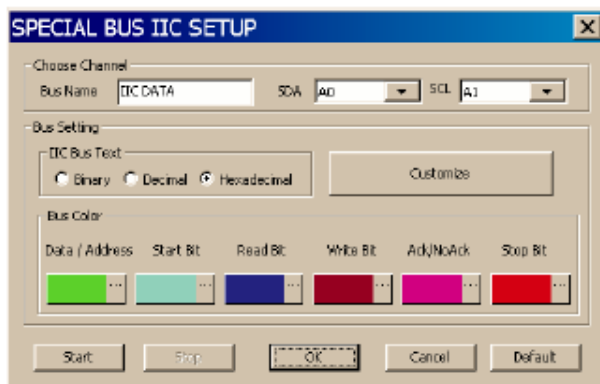 SPECIAL BUS IIC SETUP
Choose Channel
Bus Name IIC DATA SDA A0 SCL A1
Bus Setting
IIC Bus Text
Binary Decimal Hexadecimal Customize
Bus Color
Data / Address Start Bit Read Bit Write Bit Ack/NoAck Stop Bit
... ... ... ... ... ...
Start Stop OK Cancel Default